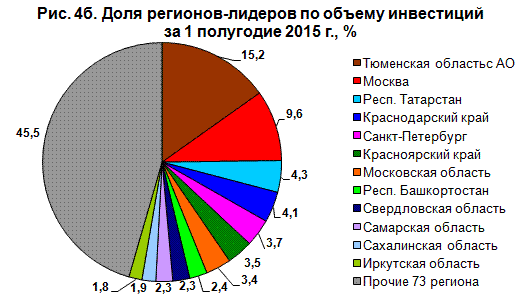 Рис. 4б. Доля регионов-лидеров по объему инвестиций
за 1 полугодие 2015 г., %
15,2
9,6
4,3
4,1
3,7
3,5
3,4
2,4
2,3
2,3
1,9
1,8
45,5
Тюменская областьс АО
Москва
Респ. Татарстан
Краснодарский край
Санкт-Петербург
Красноярский край
Московская область
Респ. Башкортостан
Свердловская область
Самарская область
Сахалинская область
Иркутская область
Прочие 73 региона